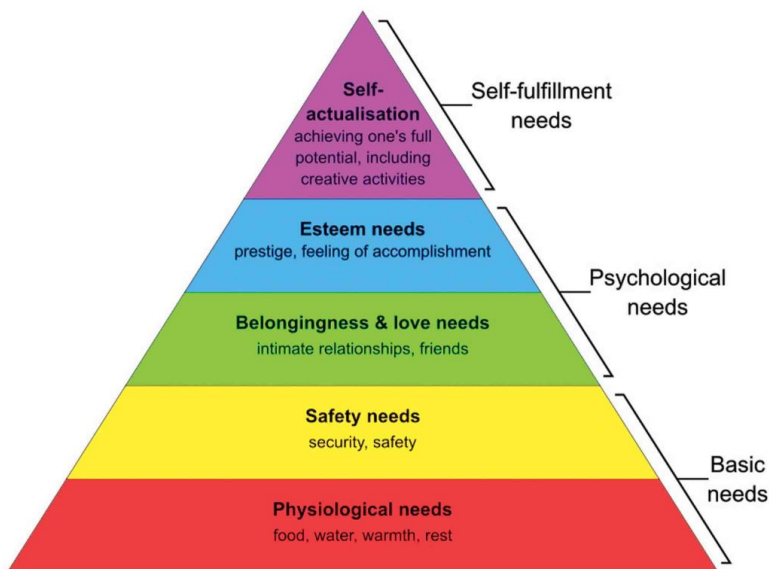 Self-
actualisation
achieving one's full
potential, including
creative activities
Self-fulfillment
needs
Esteem needs
prestige, feeling of accomplishment
Psychological
needs
Belongingness & love needs
intimate relationships, friends
Safety needs
security, safety
Basic
needs
Physiological needs
food, water, warmth, rest